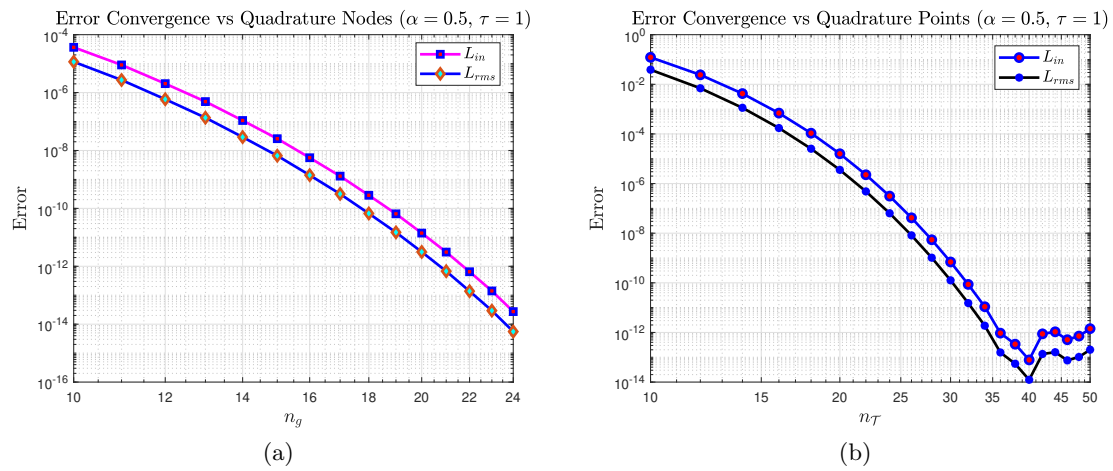 Error Convergence vs Quadrature Nodes (α = 0.5, τ = 1)
10^-4
10^-6
10^-8
10^-10
10^-12
10^-14
10^-16
Error
L_in
L_rms
10 12 14 16 18 20 22 24
n_g
(a)
Error Convergence vs Quadrature Points (α = 0.5, τ = 1)
10^0
10^-2
10^-4
10^-6
10^-8
10^-10
10^-12
10^-14
Error
L_in
L_rms
10 15 20 25 30 35 40 45 50
n_𝒯
(b)